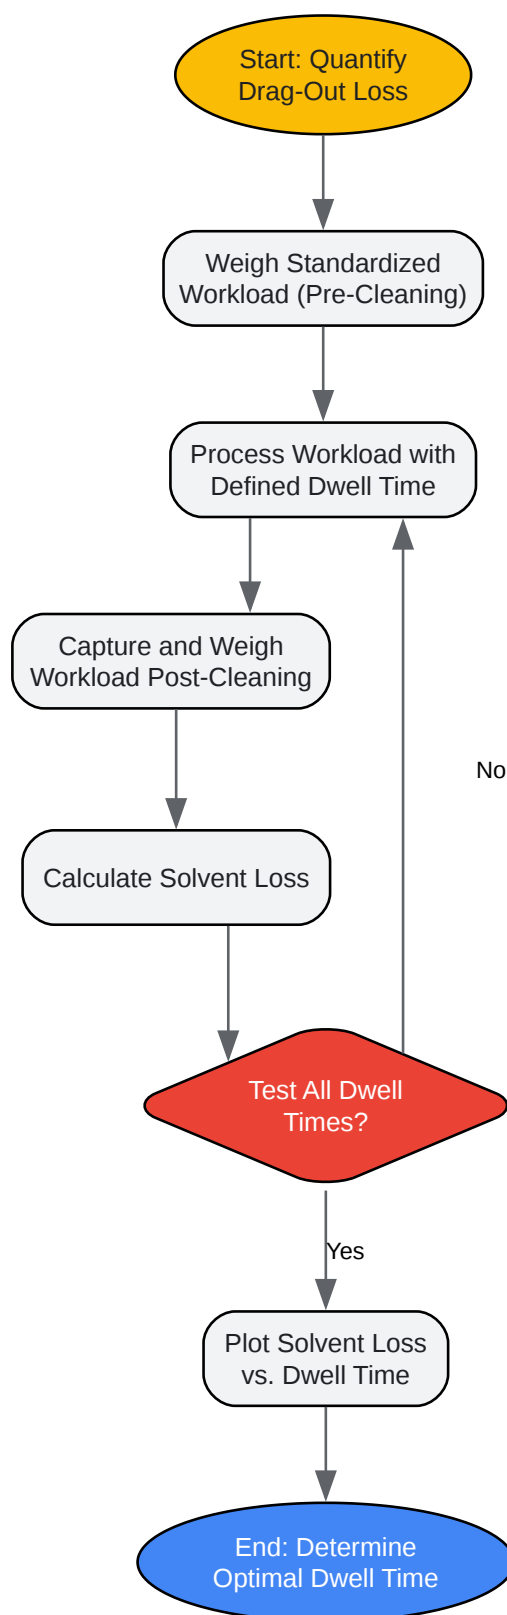 Start: Quantify
Drag-Out Loss
Weigh Standardized
Workload (Pre-Cleaning)
Process Workload with
Defined Dwell Time
Capture and Weigh
Workload Post-Cleaning
No
Calculate Solvent Loss
Test All Dwell
Times?
Yes
Plot Solvent Loss
vs. Dwell Time
End: Determine
Optimal Dwell Time